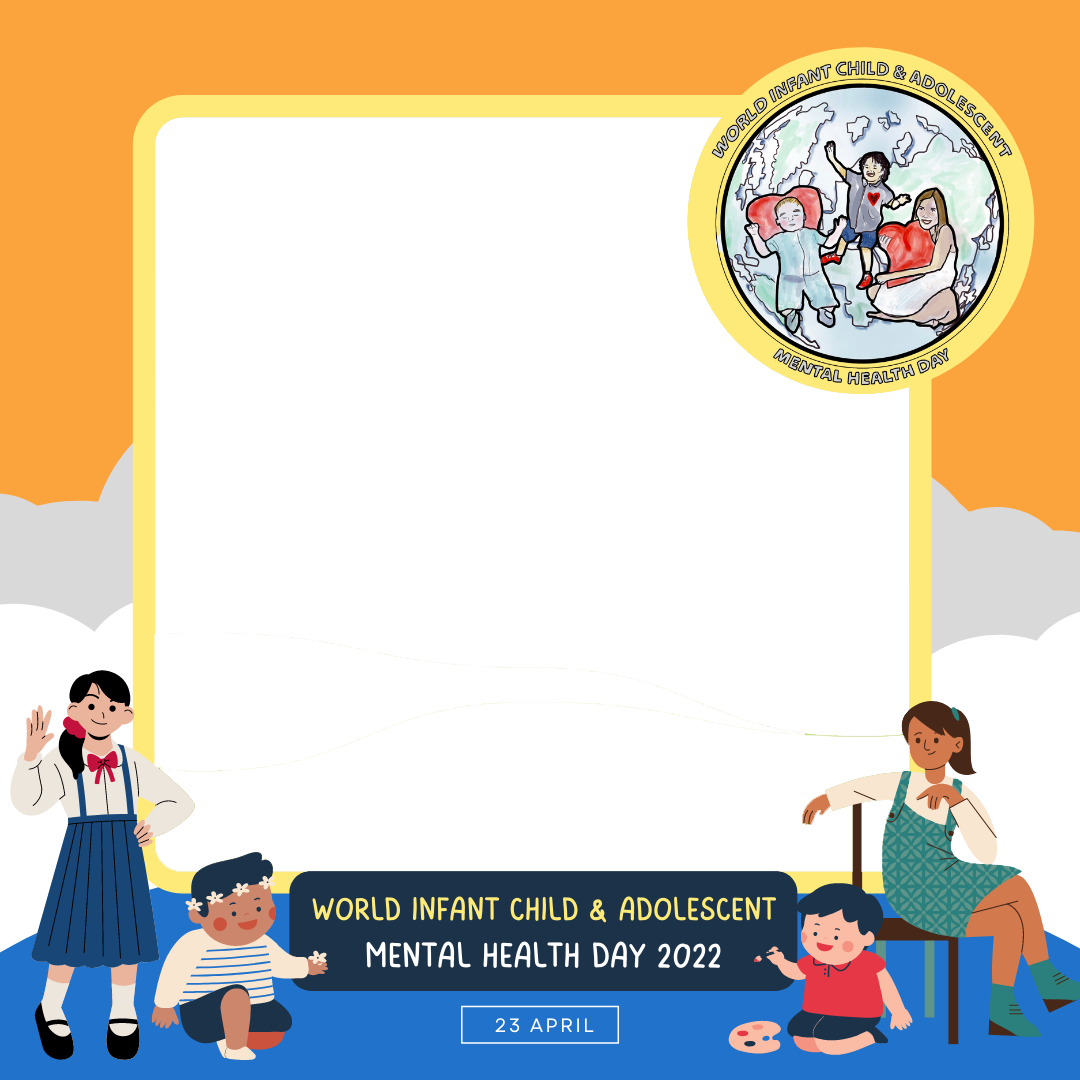 WORLD INFANT CHILD & ADOLESCENT
MENTAL HEALTH DAY
WORLD INFANT CHILD & ADOLESCENT
MENTAL HEALTH DAY 2022
23 APRIL